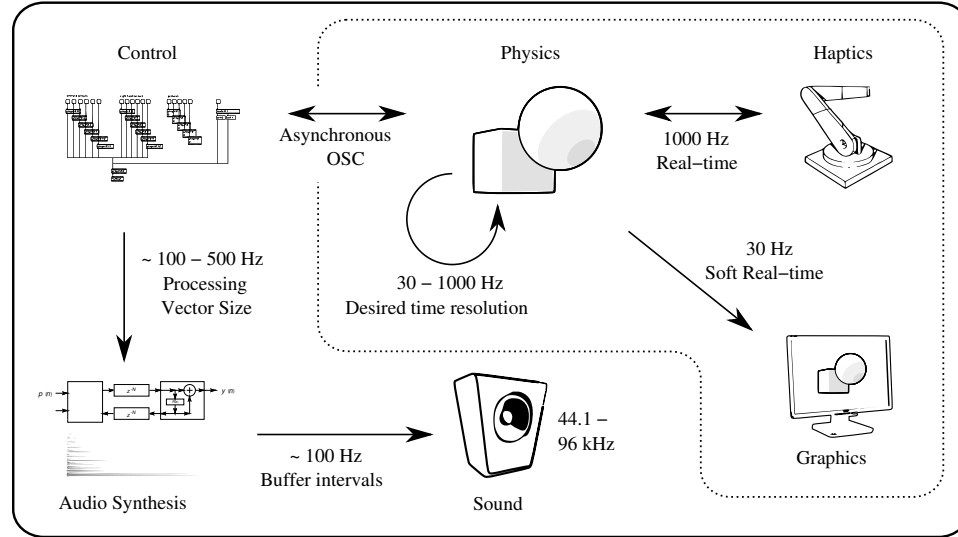 Control
Physics
Haptics
Asynchronous
OSC
1000 Hz
Real−time
~ 100 − 500 Hz
Processing
Vector Size
30 − 1000 Hz
Desired time resolution
30 Hz
Soft Real−time
p (n)
z-N
z-N
y (n)
44.1 −
96 kHz
~ 100 Hz
Buffer intervals
Audio Synthesis
Sound
Graphics